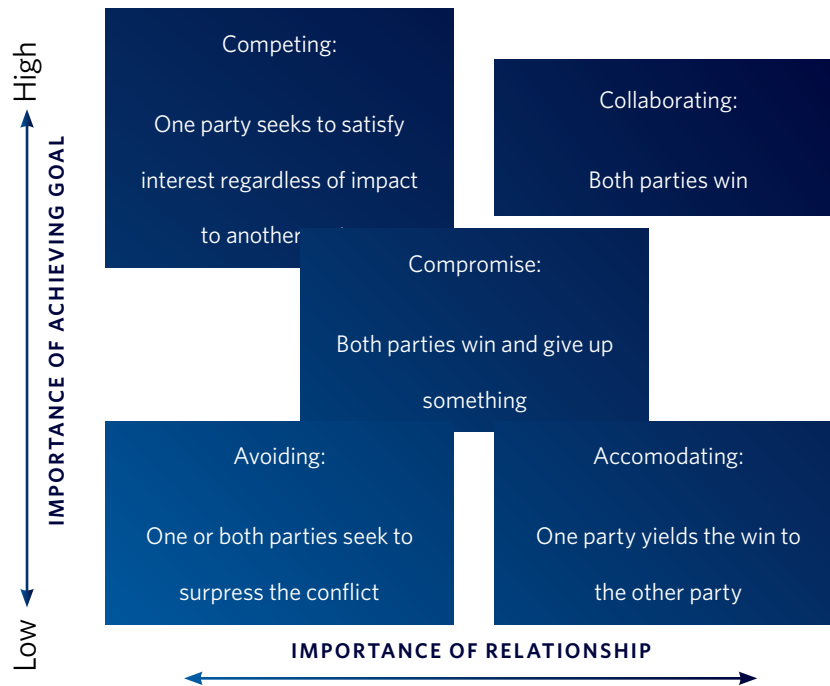 High
IMPORTANCE OF ACHIEVING GOAL
Low
Competing:
One party seeks to satisfy
interest regardless of impact
to another
Collaborating:
Both parties win
Compromise:
Both parties win and give up
something
Avoiding:
One or both parties seek to
surpress the conflict
Accomodating:
One party yields the win to
the other party
IMPORTANCE OF RELATIONSHIP